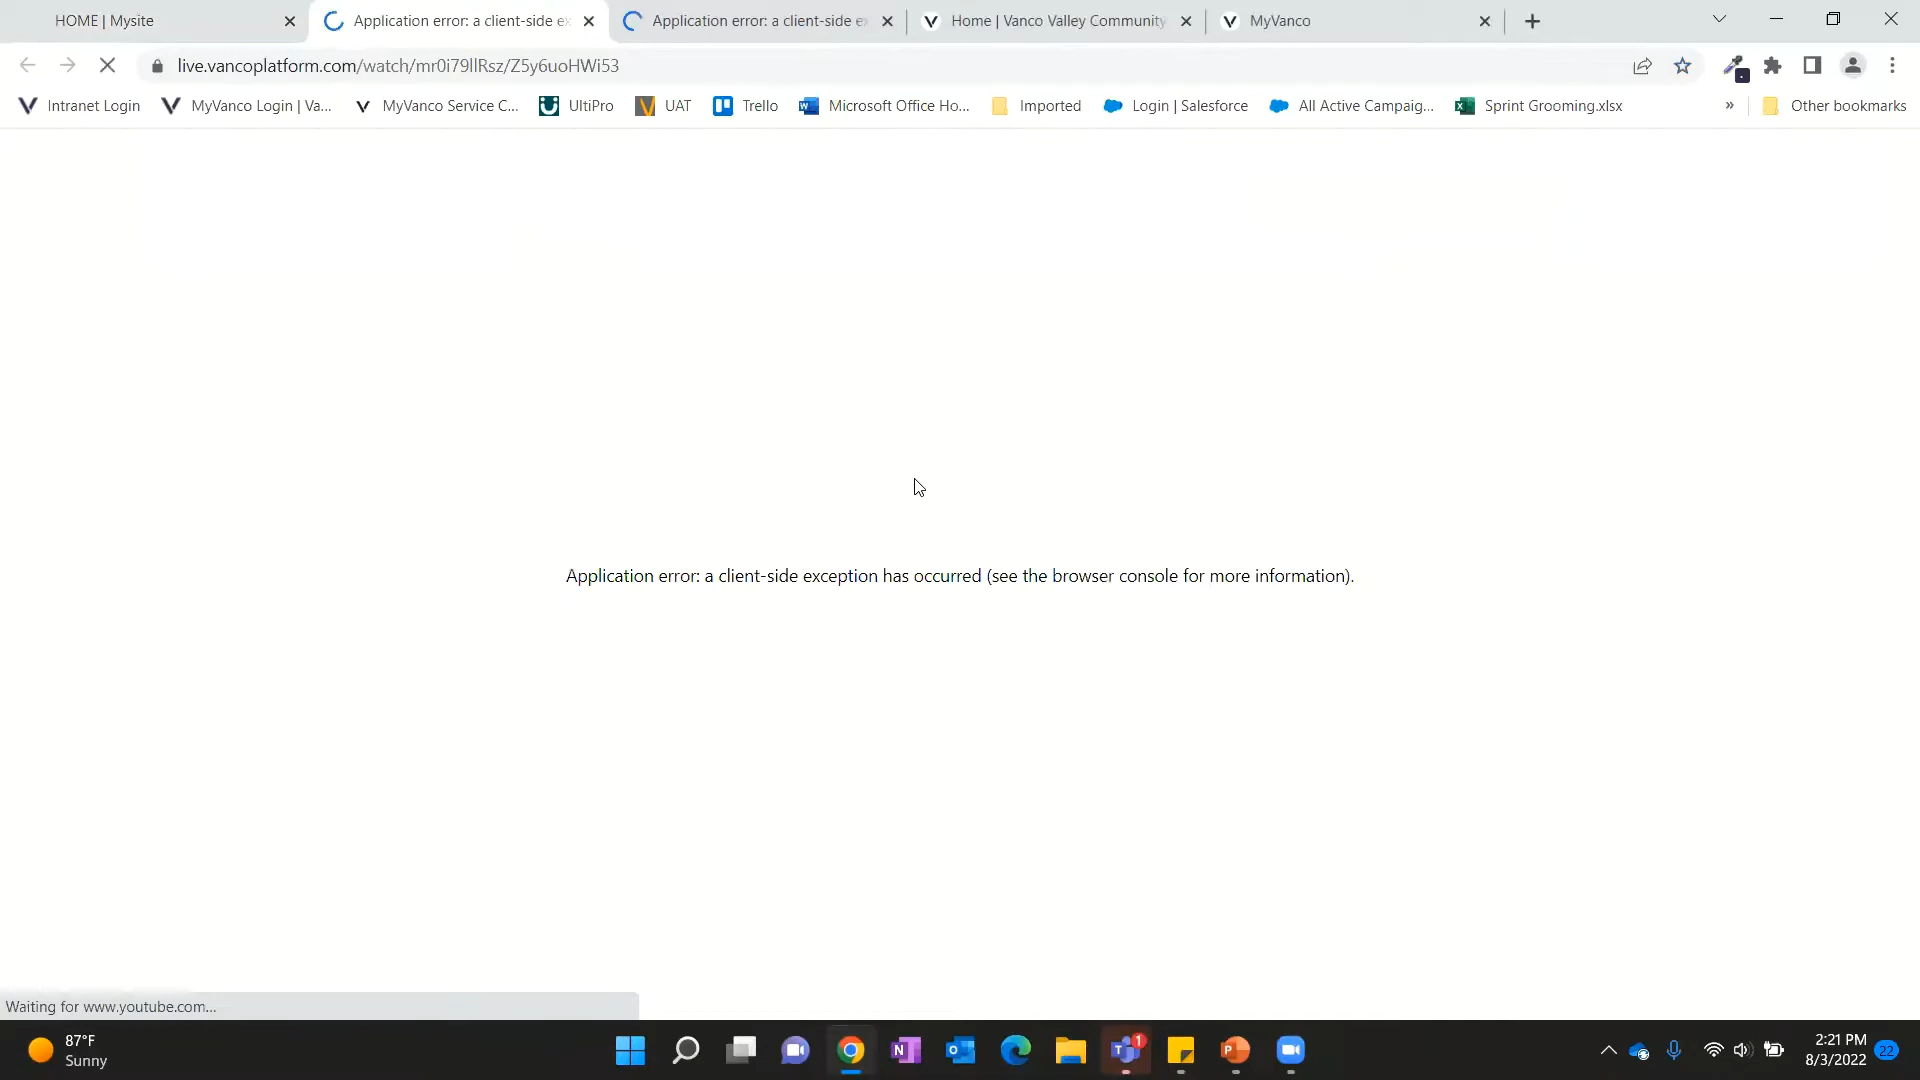 HOME | Mysite
Application error: a client-side ex
Application error: a client-side e
Home | Vanco Valley Community
MyVanco
live.vancoplatform.com/watch/mr0i79llRsz/Z5y6uoHWi53
Intranet Login
MyVanco Login | Va...
MyVanco Service C...
UltiPro
UAT
Trello
Microsoft Office Ho...
Imported
Login | Salesforce
All Active Campaig...
Sprint Grooming.xlsx
»
Other bookmarks
Application error: a client-side exception has occurred (see the browser console for more information).
Waiting for www.youtube.com...
87°F
Sunny
1
2:21 PM
8/3/2022
22